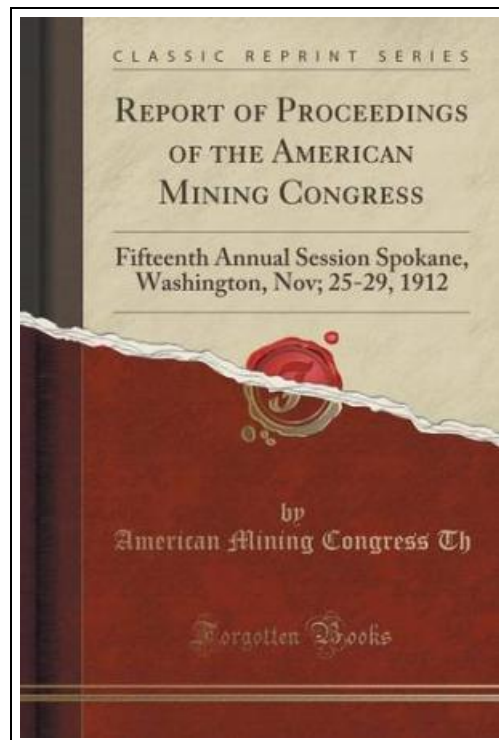 CLASSIC REPRINT SERIES
REPORT OF PROCEEDINGS
OF THE AMERICAN
MINING CONGRESS
Fifteenth Annual Session Spokane,
Washington, Nov; 25-29, 1912
by
American Mining Congress Th
Forgotten Books